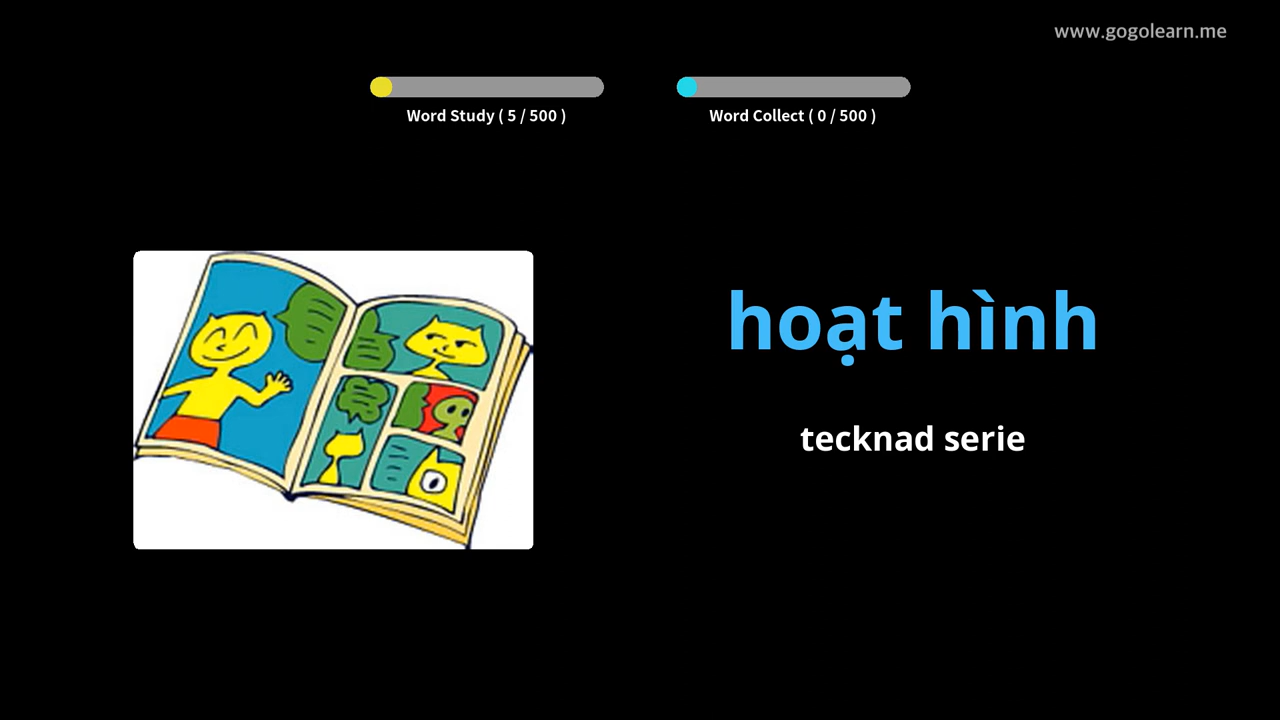 www.gogolearn.me
Word Study ( 5 / 500 )
Word Collect ( 0 / 500 )
hoạt hình
tecknad serie